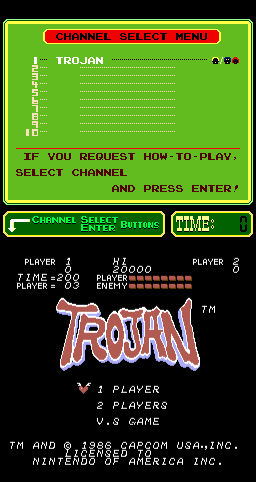 CHANNEL SELECT MENU
1 TROJAN
2
3
4
5
6
7
8
9
10
IF YOU REQUEST HOW-TO-PLAY,
SELECT CHANNEL
AND PRESS ENTER!
CHANNEL SELECT
ENTER BUTTONS
TIME: 0
PLAYER 1 HI PLAYER 2
0 20000 0
TIME=200 PLAYER
PLAYER= 03 ENEMY
TROJAN TM
1 PLAYER
2 PLAYERS
V.S GAME
TM AND © 1986 CAPCOM USA.,INC.
LICENSED TO
NINTENDO OF AMERICA INC.